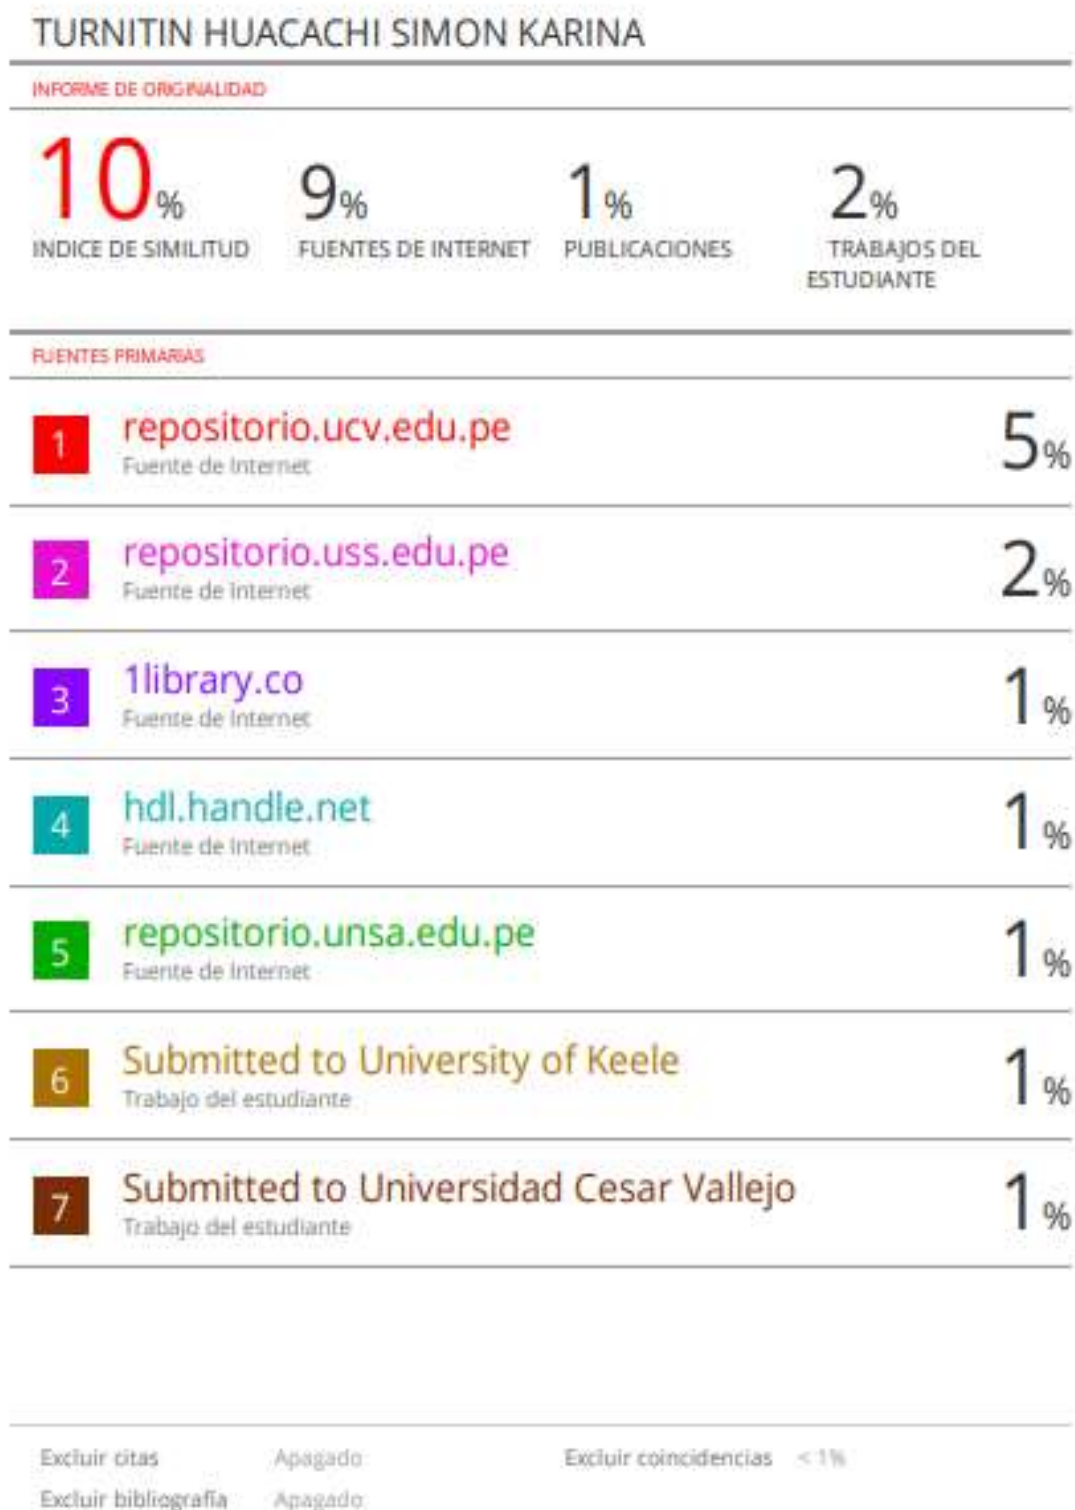 TURNITIN HUACACHI SIMON KARINA
INFORME DE ORIGINALIDAD
10% 9% 1% 2%
INDICE DE SIMILITUD FUENTES DE INTERNET PUBLICACIONES TRABAJOS DEL
ESTUDIANTE
FUENTES PRIMARIAS
1 repositorio.ucv.edu.pe 5%
Fuente de Internet
2 repositorio.uss.edu.pe 2%
Fuente de Internet
3 1library.co 1%
Fuente de Internet
4 hdl.handle.net 1%
Fuente de Internet
5 repositorio.unsa.edu.pe 1%
Fuente de Internet
6 Submitted to University of Keele 1%
Trabajo del estudiante
7 Submitted to Universidad Cesar Vallejo 1%
Trabajo del estudiante
Excluir citas Apagado Excluir coincidencias < 1%
Excluir bibliografía Apagado